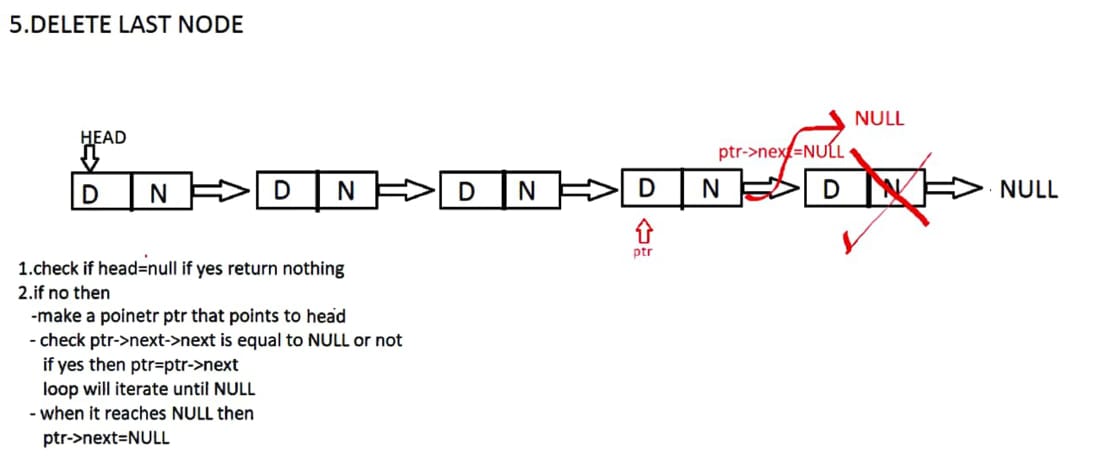 5.DELETE LAST NODE
NULL
HEAD
ptr->next=NULL
D N D N D N D N D N NULL
ptr
1.check if head=null if yes return nothing
2.if no then
-make a poinetr ptr that points to head
- check ptr->next->next is equal to NULL or not
if yes then ptr=ptr->next
loop will iterate until NULL
- when it reaches NULL then
ptr->next=NULL